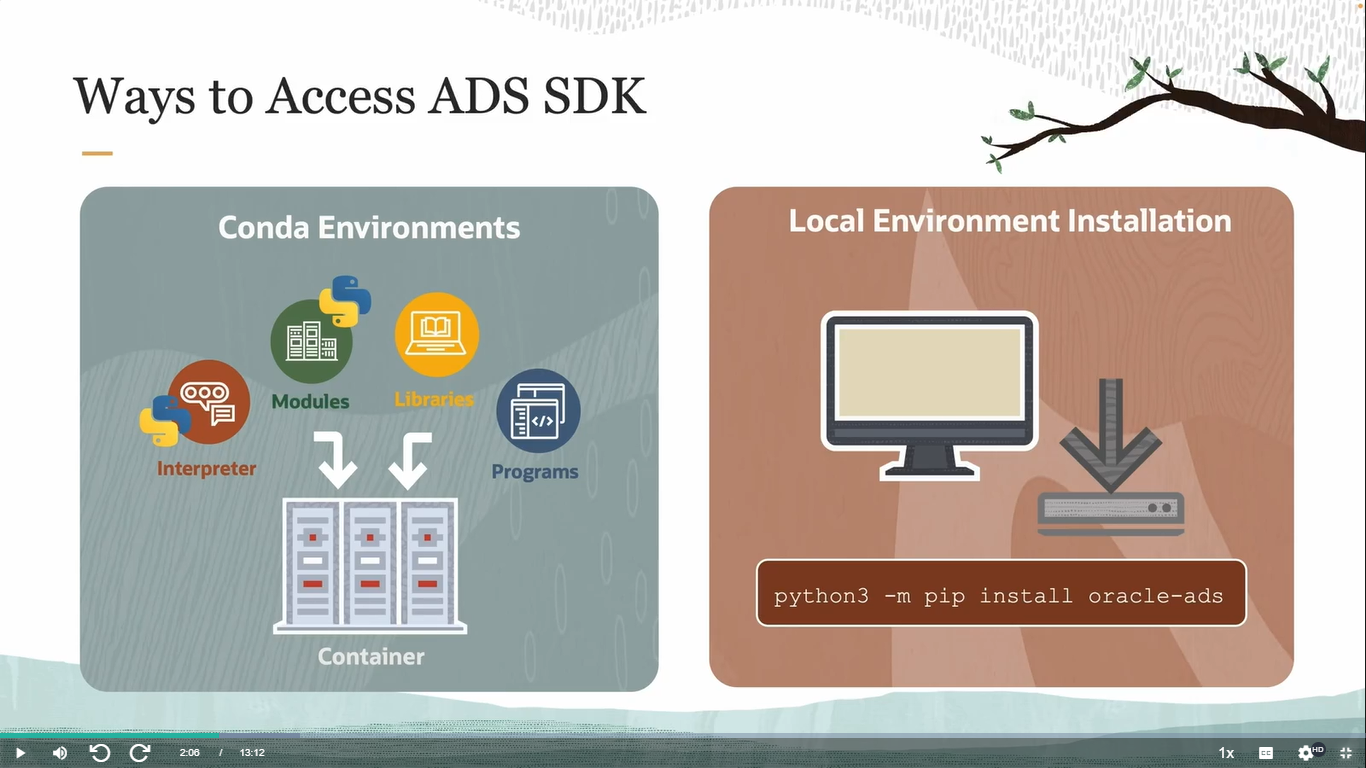 Ways to Access ADS SDK
Conda Environments
Modules
Libraries
Interpreter
Programs
Container
Local Environment Installation
python3 -m pip install oracle-ads
2:06 / 13:12
1x
CC
HD